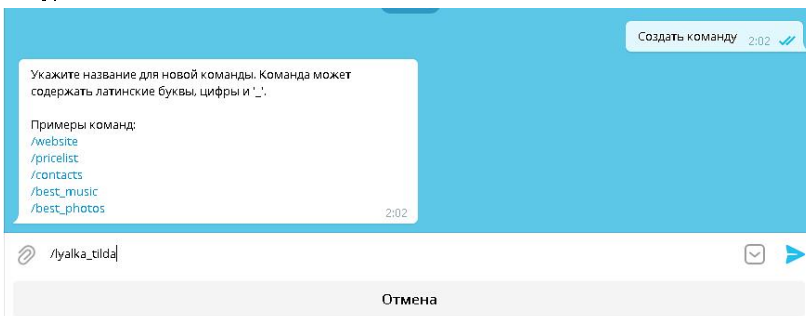 Создать команду 2:02
Укажите название для новой команды. Команда может
содержать латинские буквы, цифры и '_'.
Примеры команд:
/website
/pricelist
/contacts
/best_music
/best_photos
2:02
/lyalka_tilda
Отмена